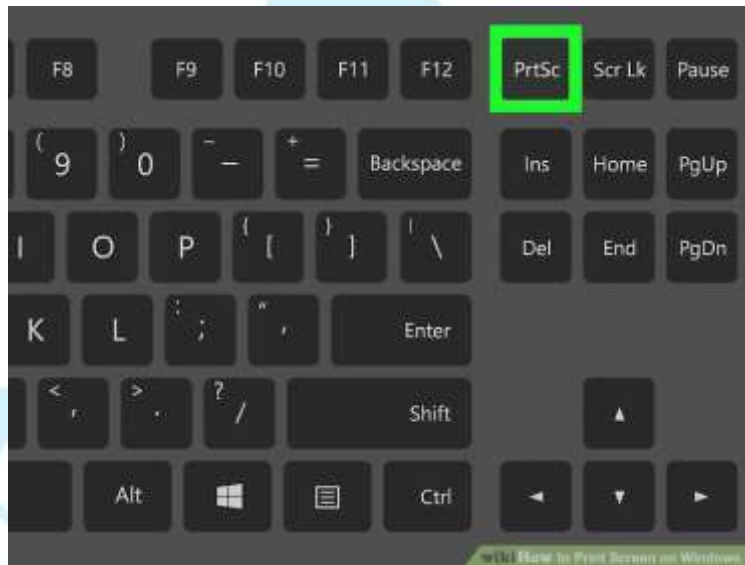 F8 F9 F10 F11 F12 PrtSc Scr Lk Pause
( 9 ) 0 - — + = Backspace Ins Home PgUp
I O P { [ } ] | \ Del End PgDn
K L : ; " , Enter
< , > . ? / Shift
Alt Ctrl
wikiHow to Print Screen on Windows